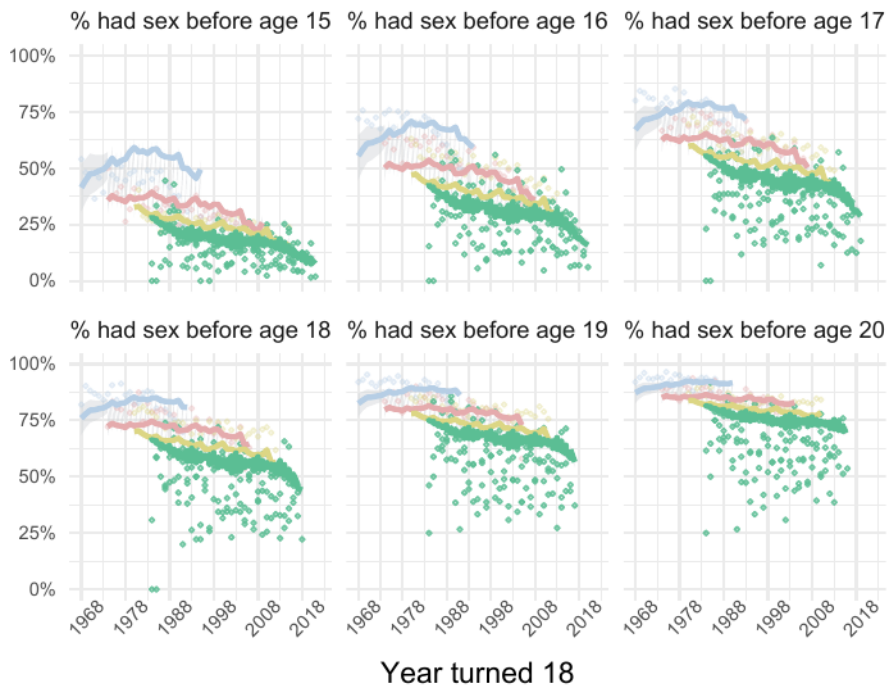 % had sex before age 15 % had sex before age 16 % had sex before age 17
100%
75%
50%
25%
0%
% had sex before age 18 % had sex before age 19 % had sex before age 20
100%
75%
50%
25%
0%
1968 1978 1988 1998 2008 2018 1968 1978 1988 1998 2008 2018 1968 1978 1988 1998 2008 2018
Year turned 18